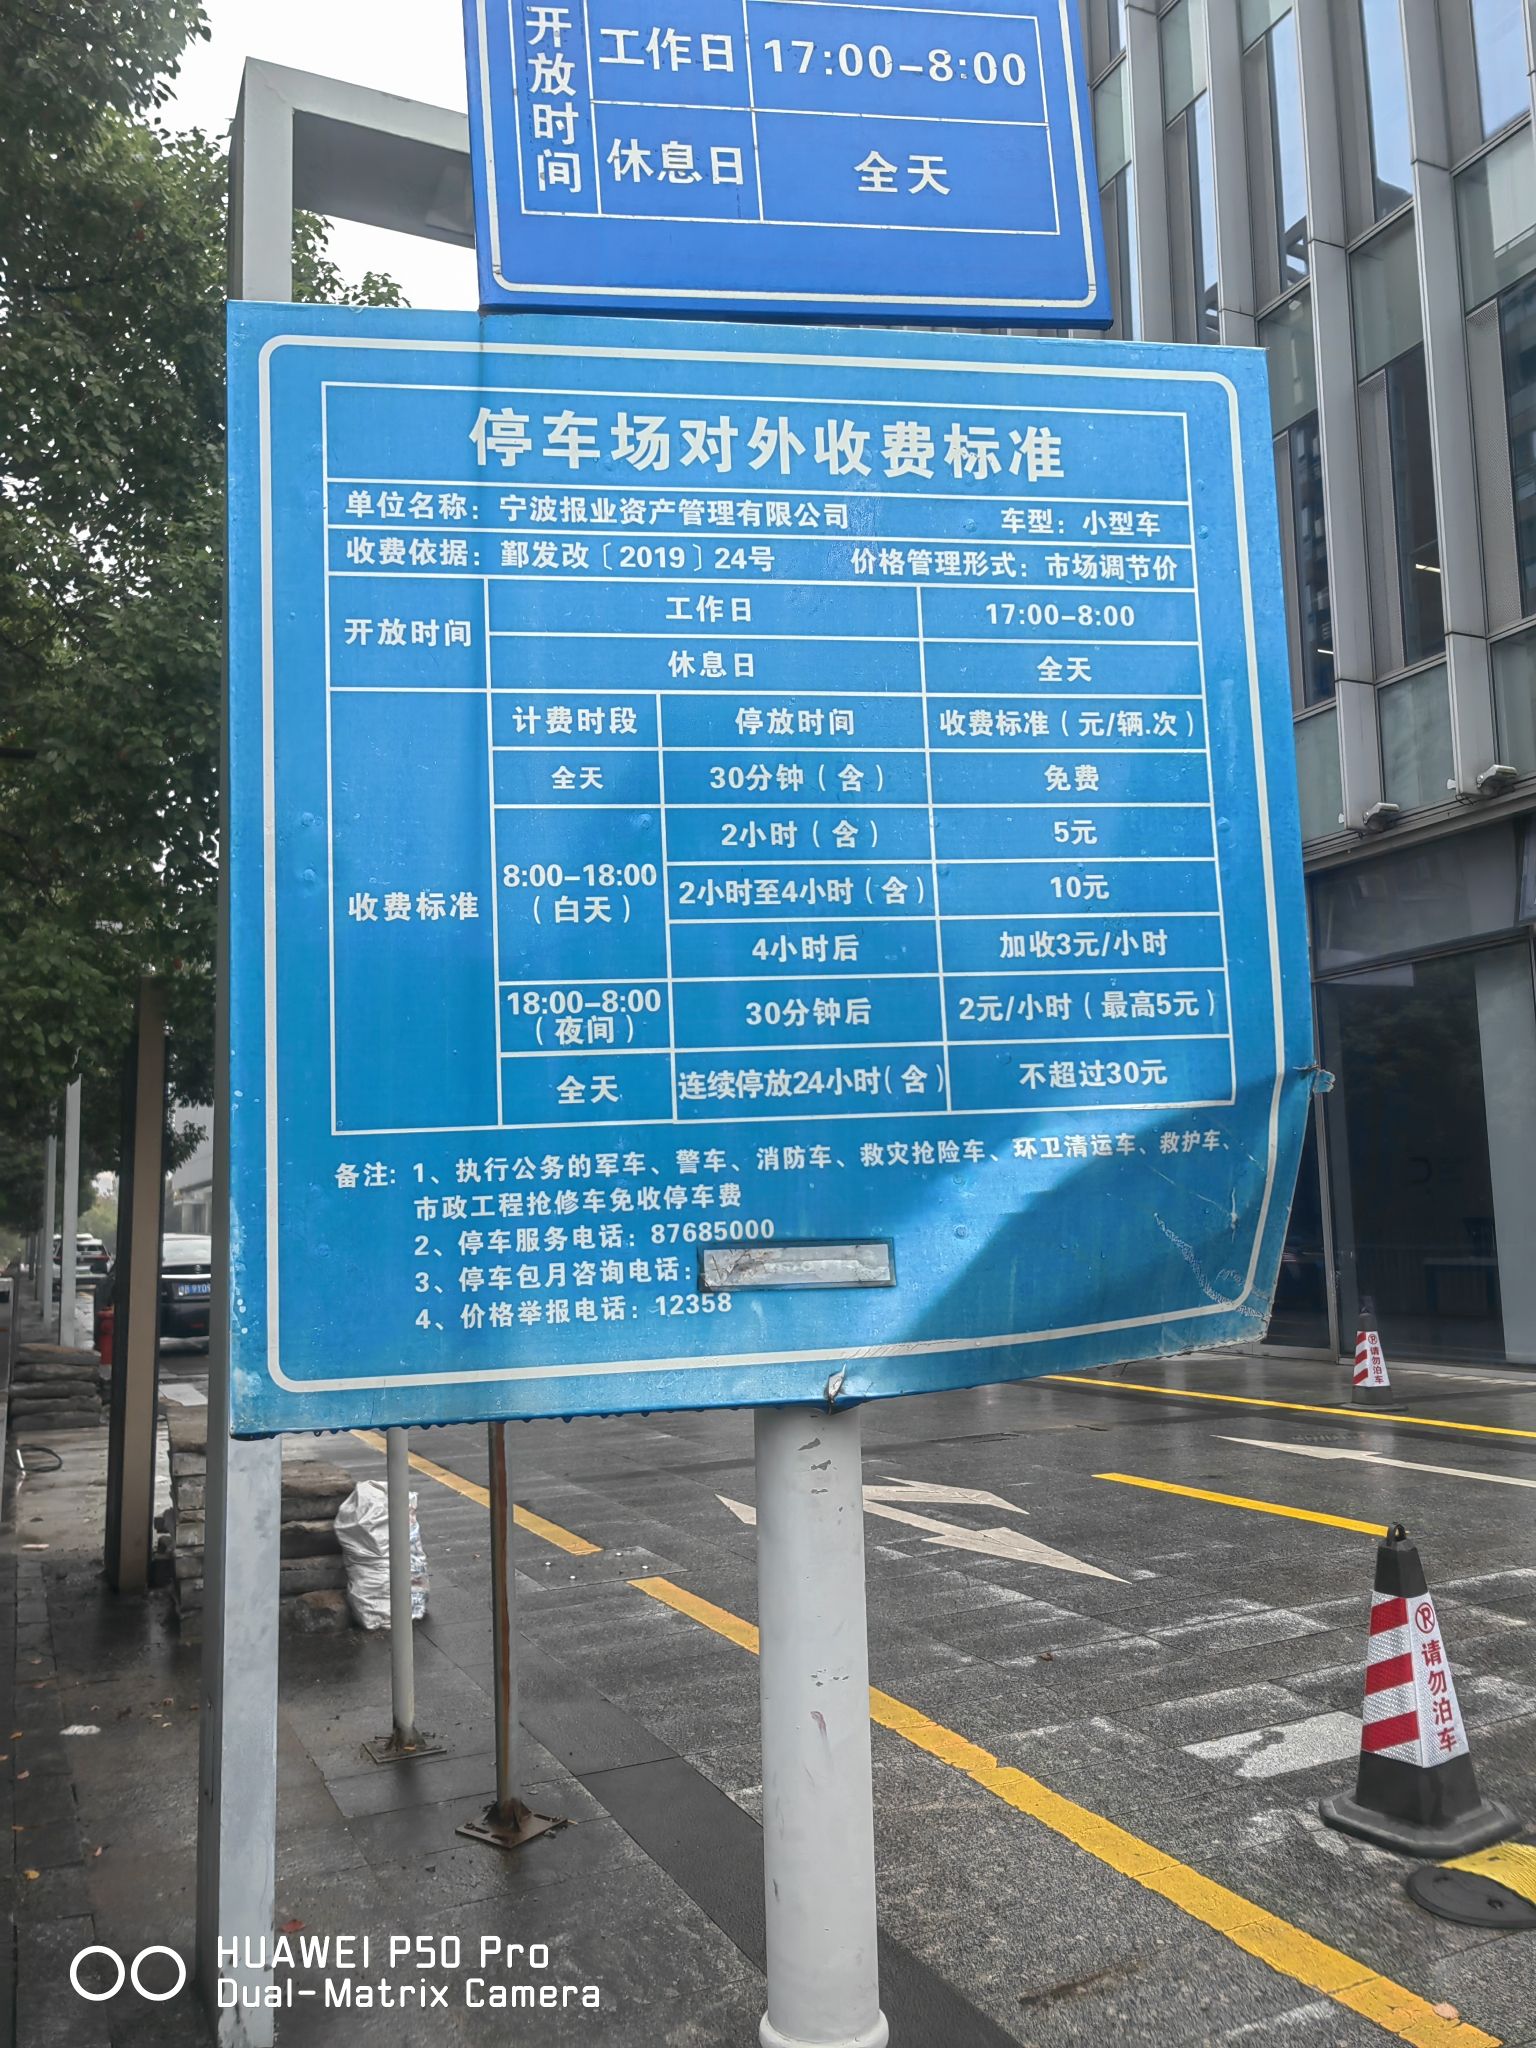 开放时间
工作日 17:00-8:00
休息日 全天
停车场对外收费标准
单位名称：宁波报业资产管理有限公司 车型：小型车
收费依据：鄞发改〔2019〕24号 价格管理形式：市场调节价
开放时间
工作日 17:00-8:00
休息日 全天
收费标准
计费时段 停放时间 收费标准（元/辆.次）
全天 30分钟（含） 免费
8:00-18:00
（白天）
2小时（含） 5元
2小时至4小时（含） 10元
4小时后 加收3元/小时
18:00-8:00
（夜间）
30分钟后 2元/小时（最高5元）
全天 连续停放24小时（含） 不超过30元
备注：1、执行公务的军车、警车、消防车、救灾抢险车、环卫清运车、救护车、
市政工程抢修车免收停车费
2、停车服务电话：87685000
3、停车包月咨询电话：
4、价格举报电话：12358
请勿泊车
请勿泊车
HUAWEI P50 Pro
Dual-Matrix Camera